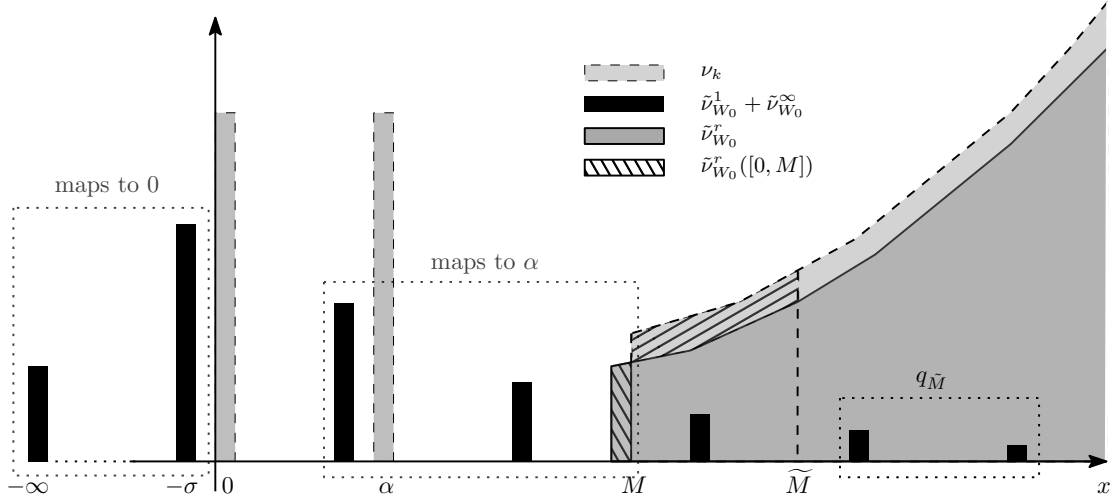 ν_k
ν̃^1_{W_0} + ν̃^∞_{W_0}
ν̃^r_{W_0}
ν̃^r_{W_0}([0, M])
maps to 0
maps to α
q_{M̃}
−∞
−σ
0
α
M
M̃
x